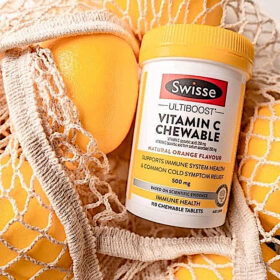 Swisse
ULTIBOOST®
VITAMIN C
CHEWABLE
NATURAL ORANGE FLAVOUR
SUPPORTS IMMUNE SYSTEM HEALTH
& COMMON COLD SYMPTOM RELIEF
500 mg
BASED ON SCIENTIFIC EVIDENCE
IMMUNE HEALTH
110 CHEWABLE TABLETS